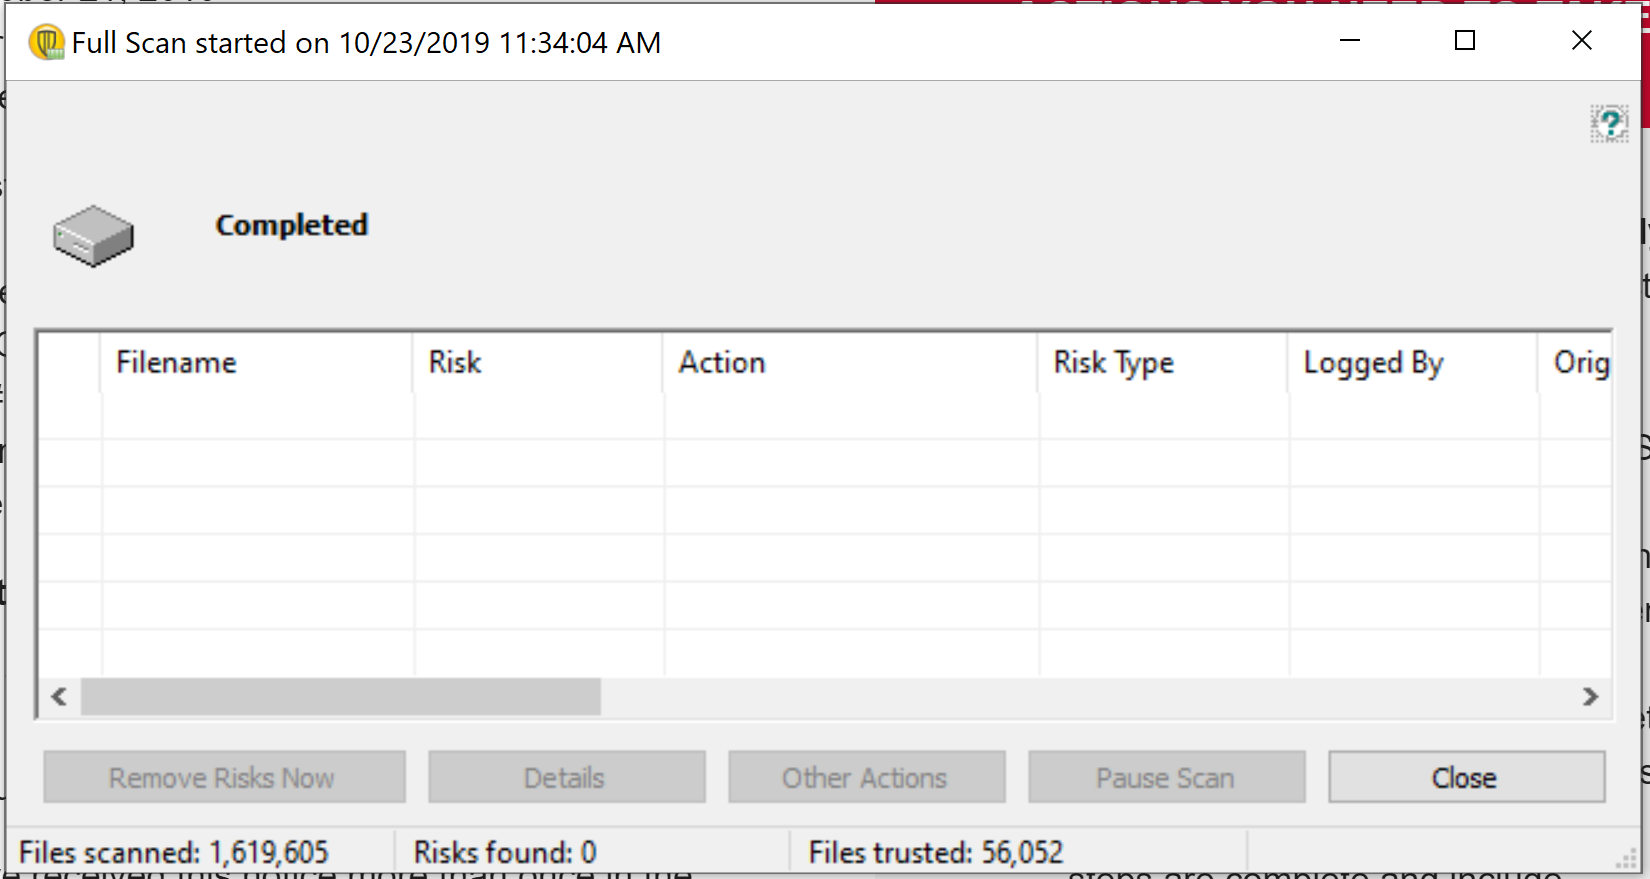 Full Scan started on 10/23/2019 11:34:04 AM
Completed
Filename Risk Action Risk Type Logged By Orig
Remove Risks Now Details Other Actions Pause Scan Close
Files scanned: 1,619,605 Risks found: 0 Files trusted: 56,052